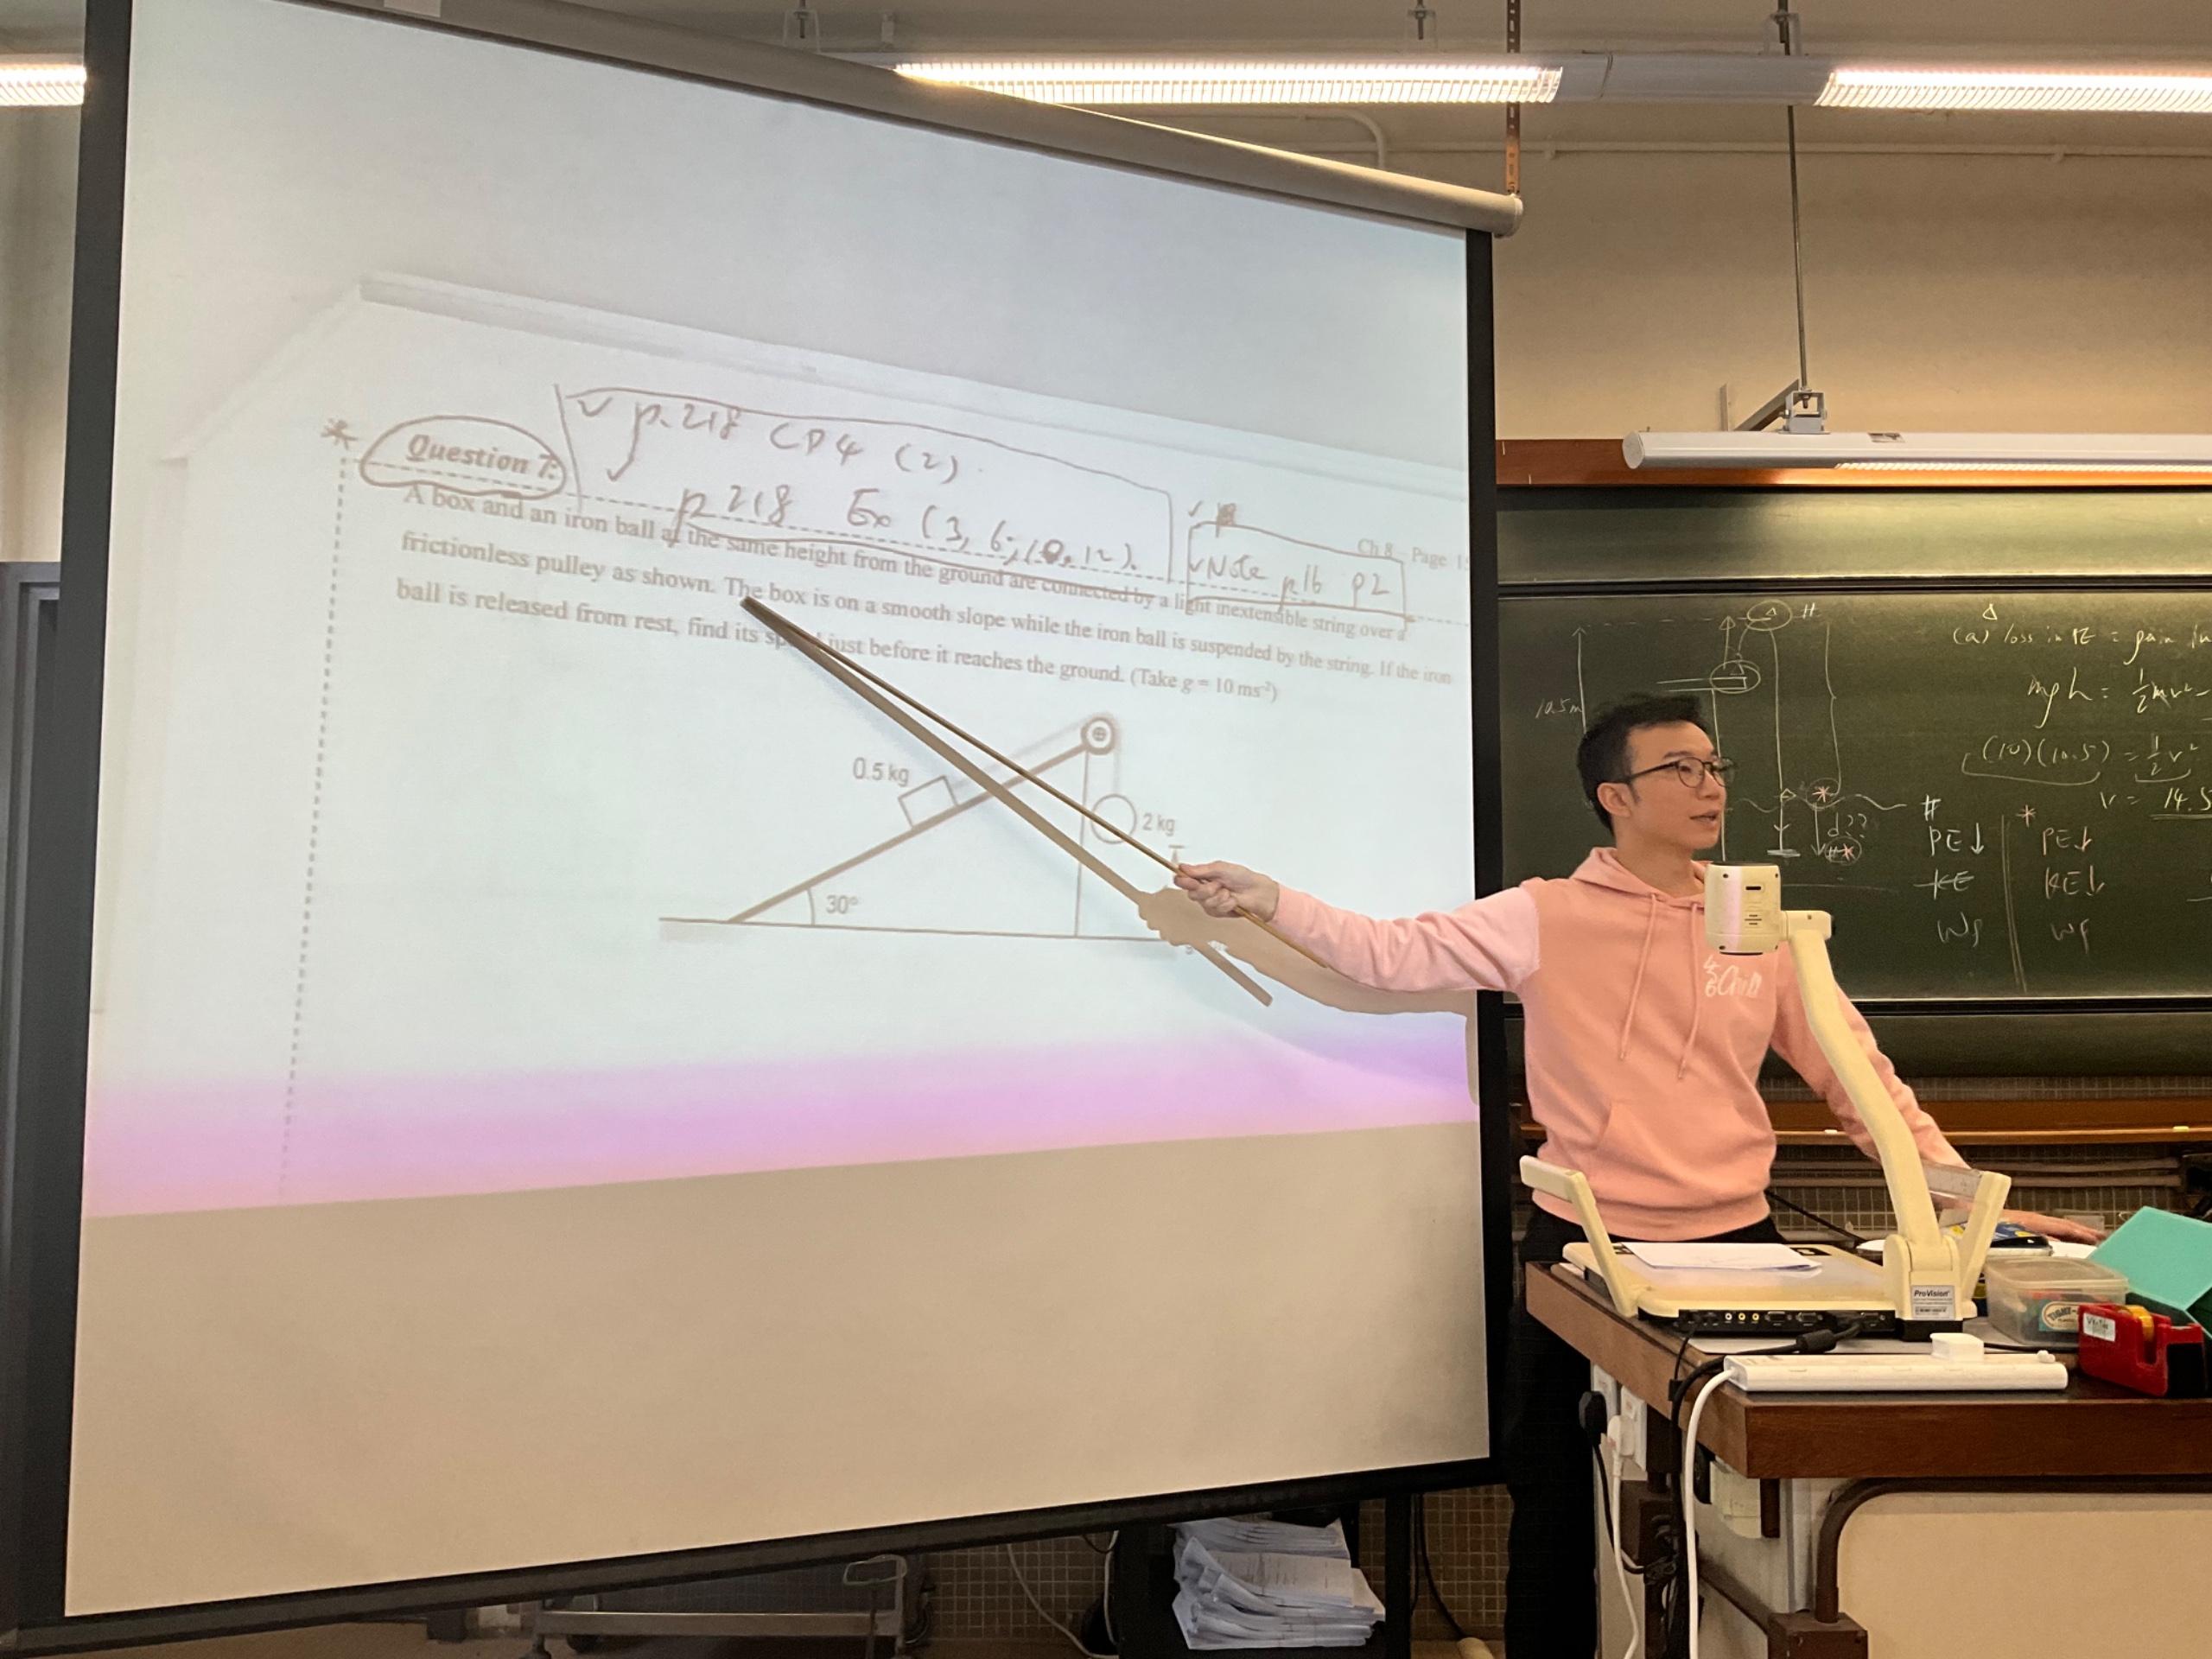 * Question 7:
✓ p.218 CP4 (2).
p 218 Ex (3, 6, 10, 12).
Ch 8 - Page
✓ Note p16 P2
A box and an iron ball at the same height from the ground are connected by a light inextensible string over a
frictionless pulley as shown. The box is on a smooth slope while the iron ball is suspended by the string. If the iron
ball is released from rest, find its speed just before it reaches the ground. (Take g = 10 ms⁻²)
0.5 kg
2 kg
30°
#
10.5m
*
d??
(a) loss in PE = gain
mgh = ½mv²
(10)(10.5) = ½v²
v = 14.5
# *
PE↓ PE↓
KE KE↓
Wf Wf
ProVision